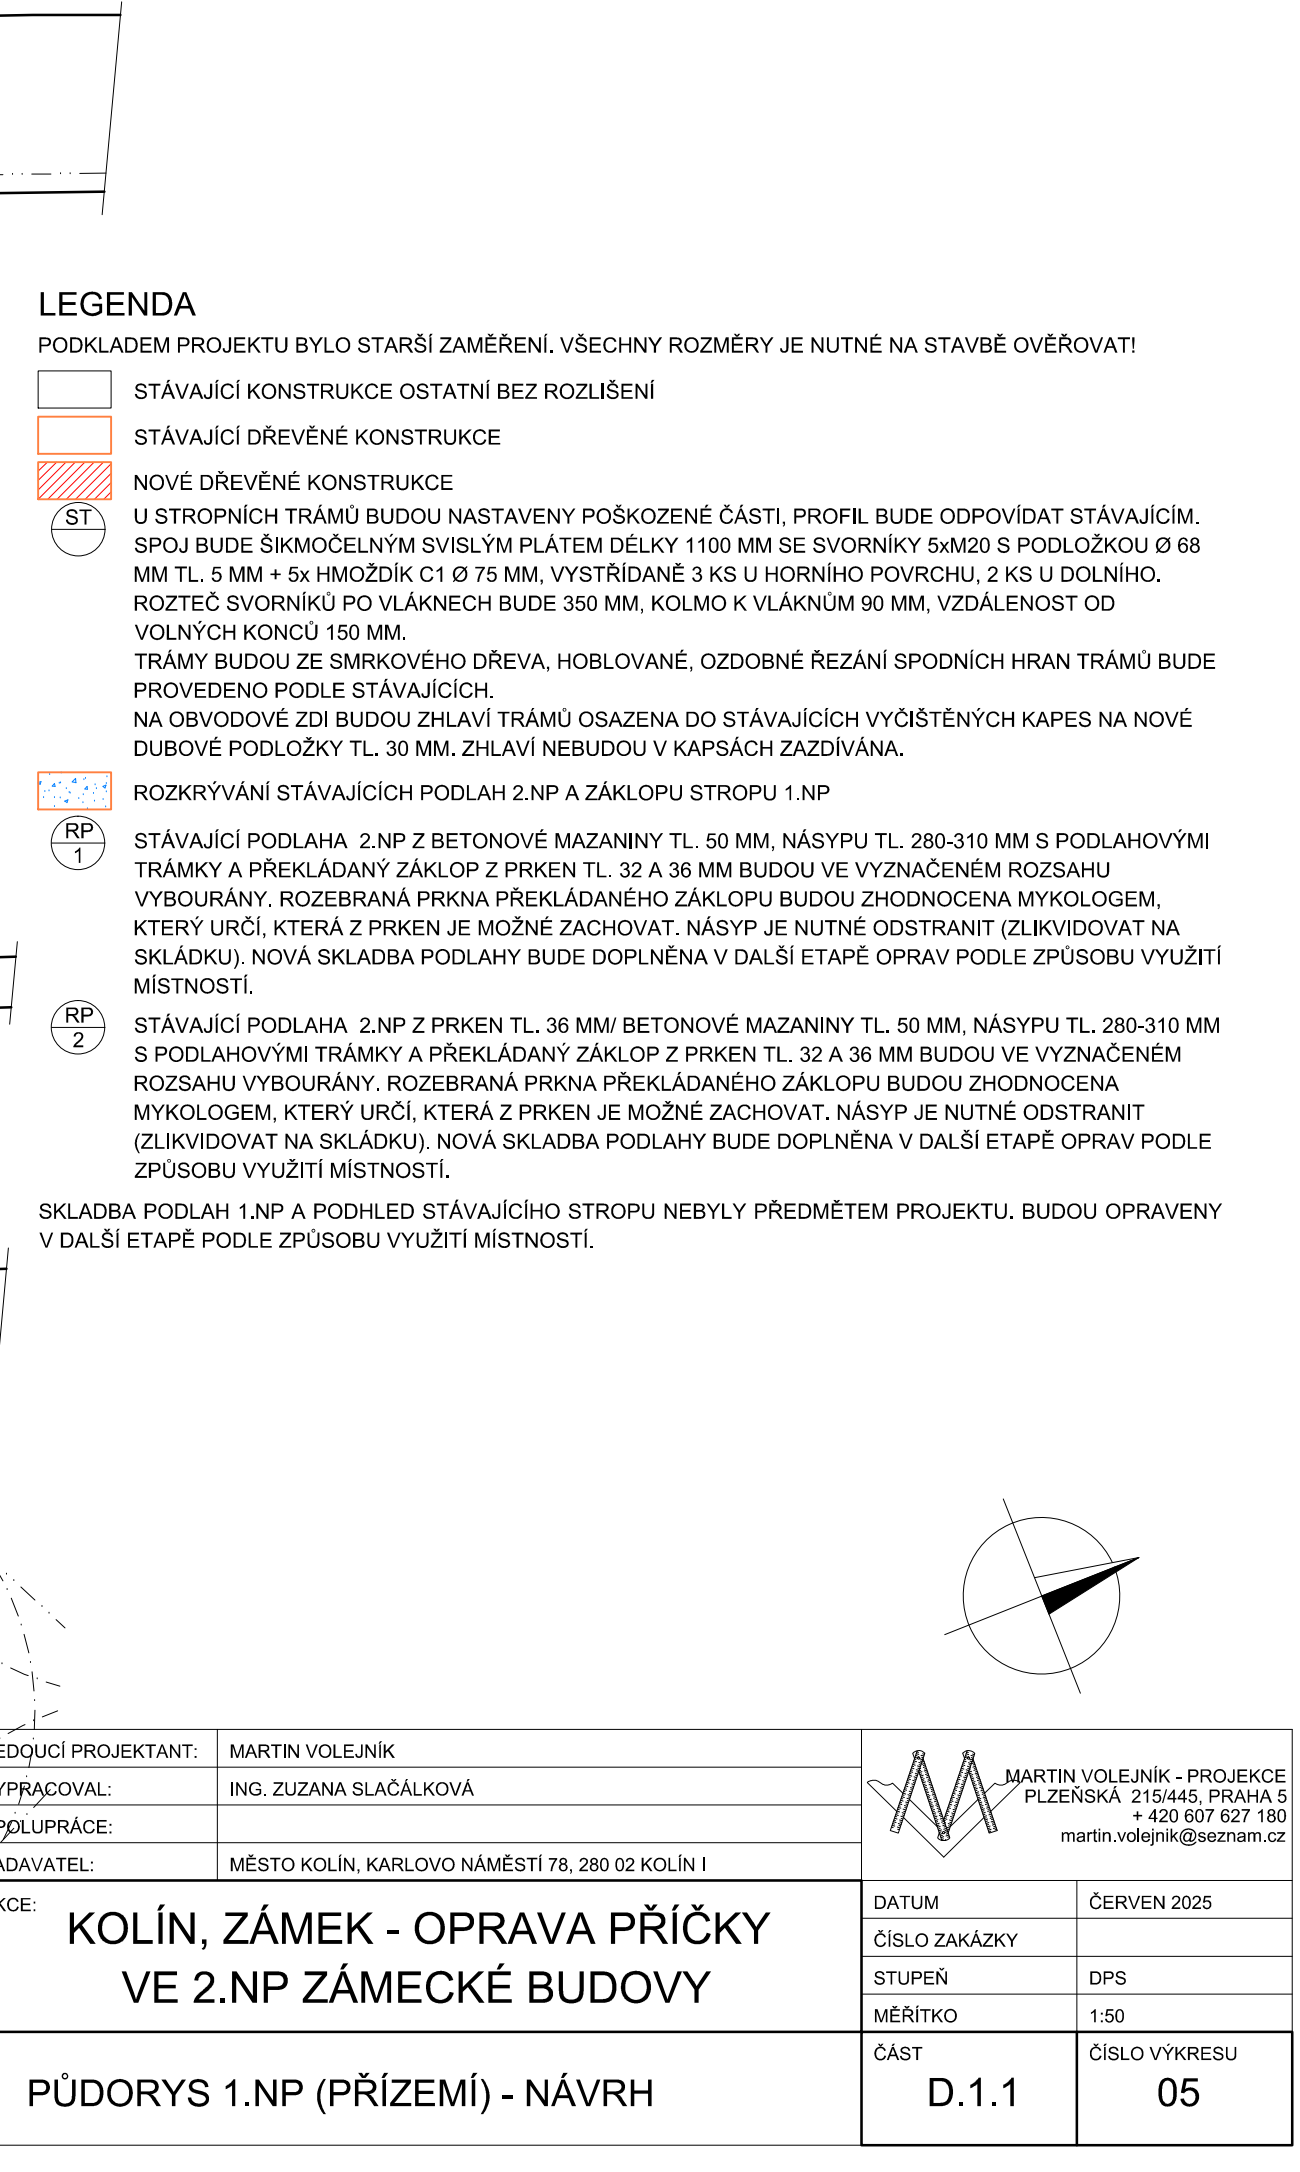 LEGENDA
PODKLADEM PROJEKTU BYLO STARŠÍ ZAMĚŘENÍ. VŠECHNY ROZMĚRY JE NUTNÉ NA STAVBĚ OVĚŘOVAT!
STÁVAJÍCÍ KONSTRUKCE OSTATNÍ BEZ ROZLIŠENÍ
STÁVAJÍCÍ DŘEVĚNÉ KONSTRUKCE
NOVÉ DŘEVĚNÉ KONSTRUKCE
ST
U STROPNÍCH TRÁMŮ BUDOU NASTAVENY POŠKOZENÉ ČÁSTI, PROFIL BUDE ODPOVÍDAT STÁVAJÍCÍM.
SPOJ BUDE ŠIKMOČELNÝM SVISLÝM PLÁTEM DÉLKY 1100 MM SE SVORNÍKY 5xM20 S PODLOŽKOU Ø 68
MM TL. 5 MM + 5x HMOŽDÍK C1 Ø 75 MM, VYSTŘÍDANĚ 3 KS U HORNÍHO POVRCHU, 2 KS U DOLNÍHO.
ROZTEČ SVORNÍKŮ PO VLÁKNECH BUDE 350 MM, KOLMO K VLÁKNŮM 90 MM, VZDÁLENOST OD
VOLNÝCH KONCŮ 150 MM.
TRÁMY BUDOU ZE SMRKOVÉHO DŘEVA, HOBLOVANÉ, OZDOBNÉ ŘEZÁNÍ SPODNÍCH HRAN TRÁMŮ BUDE
PROVEDENO PODLE STÁVAJÍCÍCH.
NA OBVODOVÉ ZDI BUDOU ZHLAVÍ TRÁMŮ OSAZENA DO STÁVAJÍCÍCH VYČIŠTĚNÝCH KAPES NA NOVÉ
DUBOVÉ PODLOŽKY TL. 30 MM. ZHLAVÍ NEBUDOU V KAPSÁCH ZAZDÍVÁNA.
ROZKRÝVÁNÍ STÁVAJÍCÍCH PODLAH 2.NP A ZÁKLOPU STROPU 1.NP
RP
1
STÁVAJÍCÍ PODLAHA  2.NP Z BETONOVÉ MAZANINY TL. 50 MM, NÁSYPU TL. 280-310 MM S PODLAHOVÝMI
TRÁMKY A PŘEKLÁDANÝ ZÁKLOP Z PRKEN TL. 32 A 36 MM BUDOU VE VYZNAČENÉM ROZSAHU
VYBOURÁNY. ROZEBRANÁ PRKNA PŘEKLÁDANÉHO ZÁKLOPU BUDOU ZHODNOCENA MYKOLOGEM,
KTERÝ URČÍ, KTERÁ Z PRKEN JE MOŽNÉ ZACHOVAT. NÁSYP JE NUTNÉ ODSTRANIT (ZLIKVIDOVAT NA
SKLÁDKU). NOVÁ SKLADBA PODLAHY BUDE DOPLNĚNA V DALŠÍ ETAPĚ OPRAV PODLE ZPŮSOBU VYUŽITÍ
MÍSTNOSTÍ.
RP
2
STÁVAJÍCÍ PODLAHA  2.NP Z PRKEN TL. 36 MM/ BETONOVÉ MAZANINY TL. 50 MM, NÁSYPU TL. 280-310 MM
S PODLAHOVÝMI TRÁMKY A PŘEKLÁDANÝ ZÁKLOP Z PRKEN TL. 32 A 36 MM BUDOU VE VYZNAČENÉM
ROZSAHU VYBOURÁNY. ROZEBRANÁ PRKNA PŘEKLÁDANÉHO ZÁKLOPU BUDOU ZHODNOCENA
MYKOLOGEM, KTERÝ URČÍ, KTERÁ Z PRKEN JE MOŽNÉ ZACHOVAT. NÁSYP JE NUTNÉ ODSTRANIT
(ZLIKVIDOVAT NA SKLÁDKU). NOVÁ SKLADBA PODLAHY BUDE DOPLNĚNA V DALŠÍ ETAPĚ OPRAV PODLE
ZPŮSOBU VYUŽITÍ MÍSTNOSTÍ.
SKLADBA PODLAH 1.NP A PODHLED STÁVAJÍCÍHO STROPU NEBYLY PŘEDMĚTEM PROJEKTU. BUDOU OPRAVENY
V DALŠÍ ETAPĚ PODLE ZPŮSOBU VYUŽITÍ MÍSTNOSTÍ.
EDOUCÍ PROJEKTANT: MARTIN VOLEJNÍK
YPRACOVAL: ING. ZUZANA SLAČÁLKOVÁ
POLUPRÁCE:
ADAVATEL: MĚSTO KOLÍN, KARLOVO NÁMĚSTÍ 78, 280 02 KOLÍN I
MARTIN VOLEJNÍK - PROJEKCE
PLZEŇSKÁ  215/445, PRAHA 5
+ 420 607 627 180
martin.volejnik@seznam.cz
KCE:
KOLÍN, ZÁMEK - OPRAVA PŘÍČKY
VE 2.NP ZÁMECKÉ BUDOVY
DATUM ČERVEN 2025
ČÍSLO ZAKÁZKY
STUPEŇ DPS
MĚŘÍTKO 1:50
PŮDORYS 1.NP (PŘÍZEMÍ) - NÁVRH
ČÁST
D.1.1
ČÍSLO VÝKRESU
05